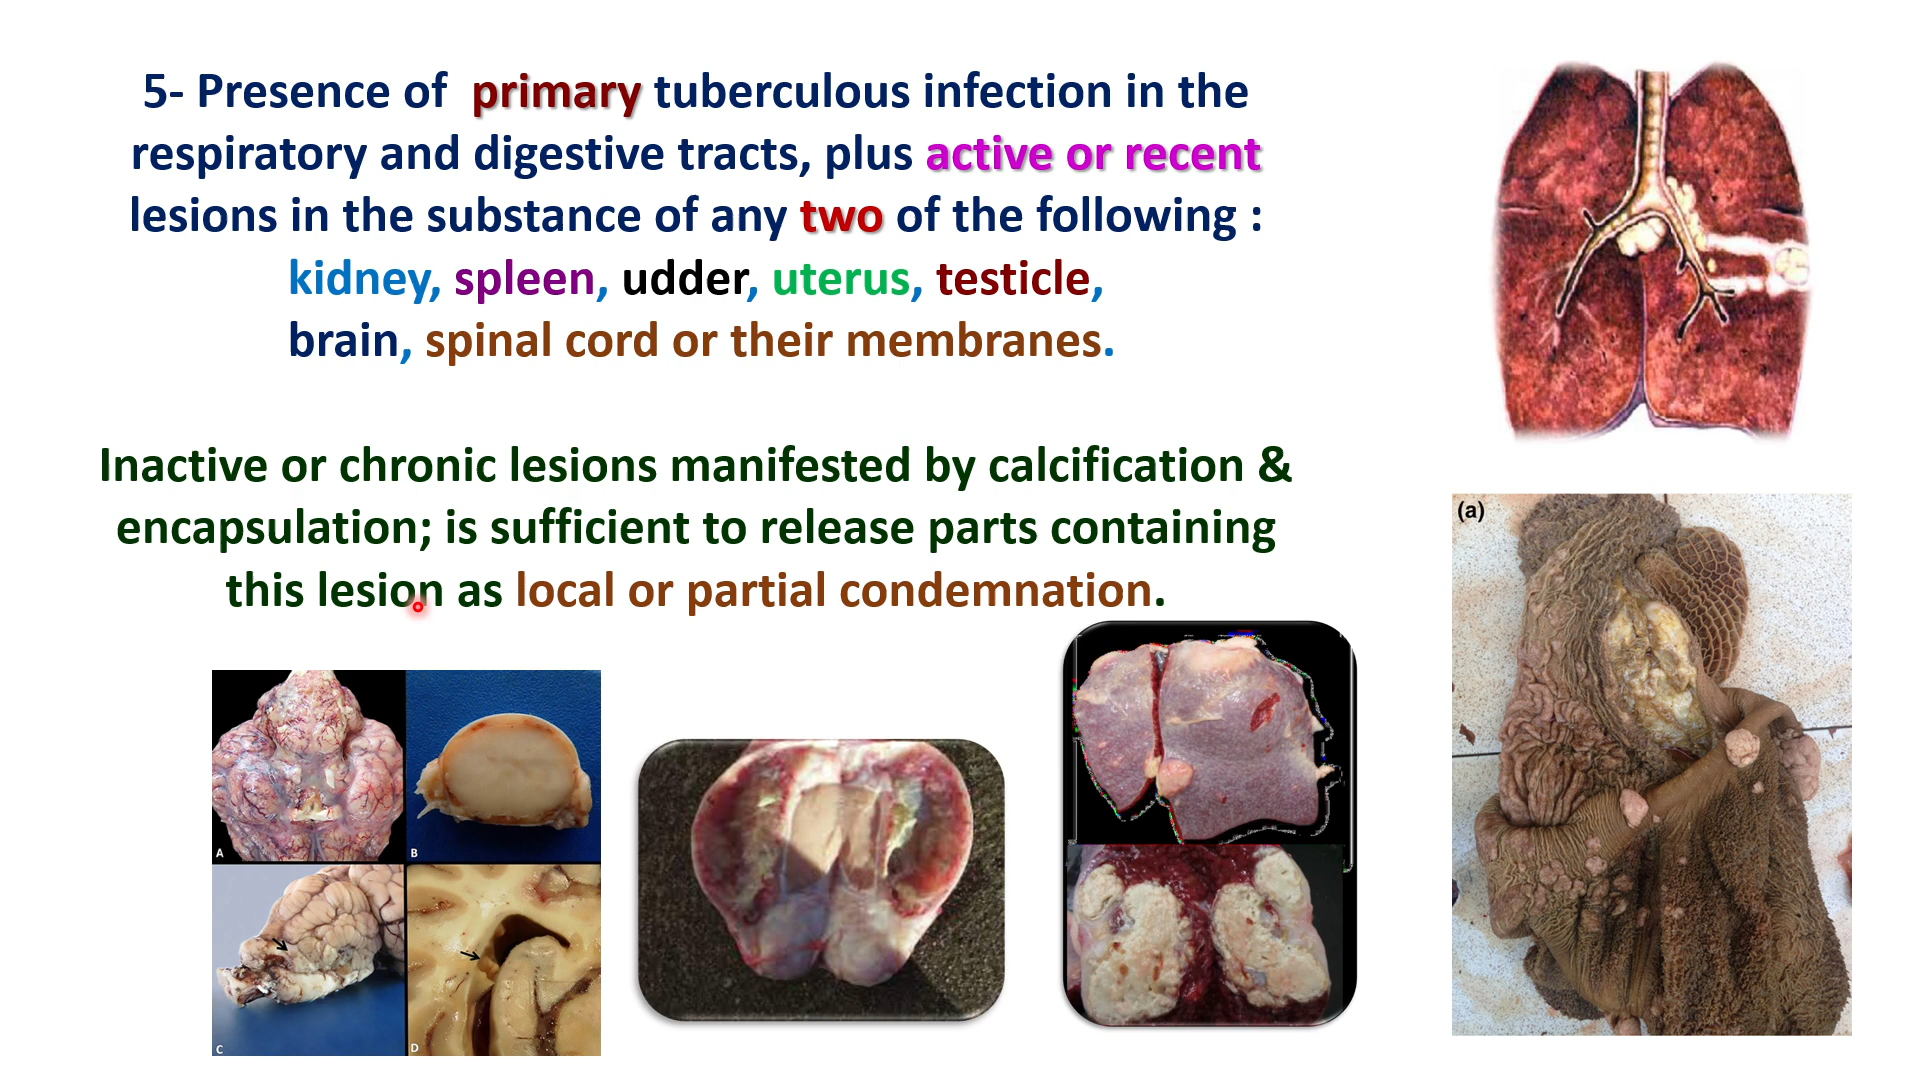 5- Presence of primary tuberculous infection in the
respiratory and digestive tracts, plus active or recent
lesions in the substance of any two of the following :
kidney, spleen, udder, uterus, testicle,
brain, spinal cord or their membranes.
Inactive or chronic lesions manifested by calcification &
encapsulation; is sufficient to release parts containing
this lesion as local or partial condemnation.
(a)
A
B
C
D